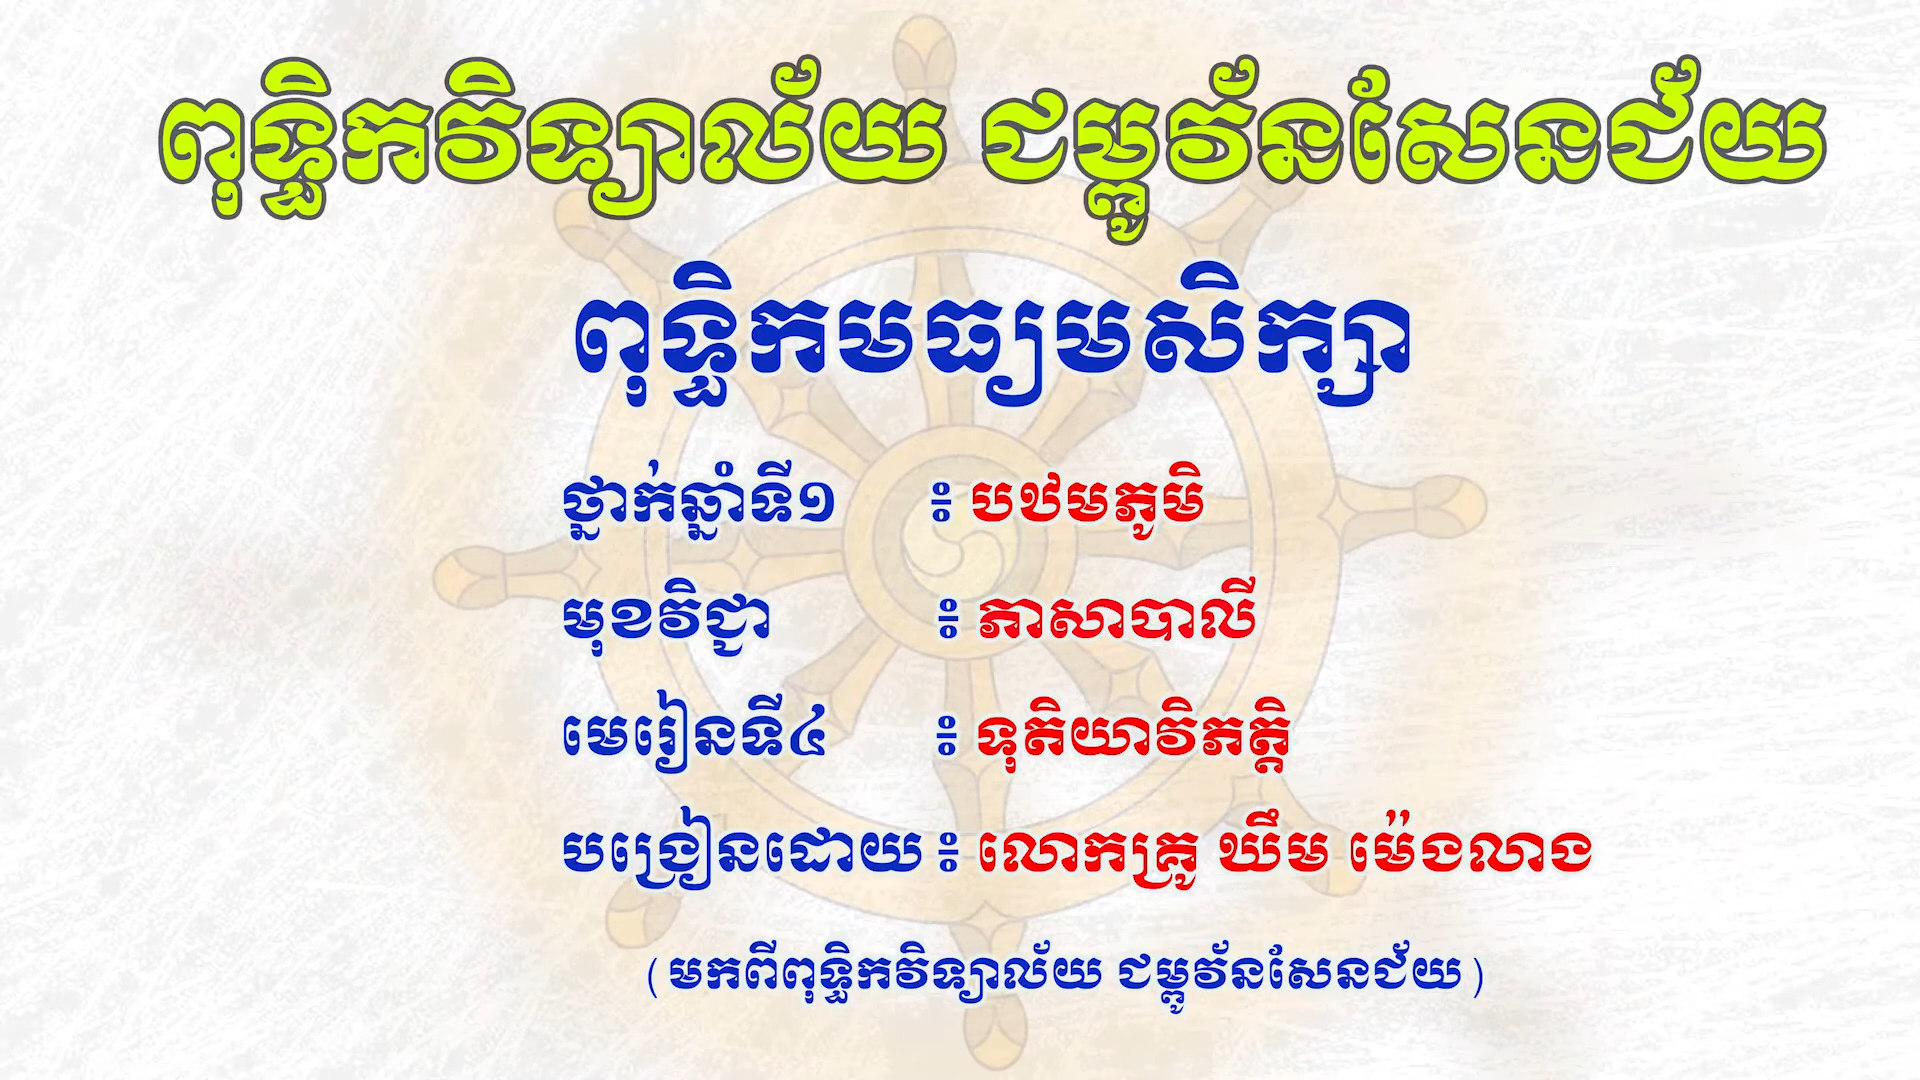 ពុទ្ធិកវិទ្យាល័យ ជម្ពូវ័នសែនជ័យ
ពុទ្ធិកមធ្យមសិក្សា
ថ្នាក់ឆ្នាំទី១ ៖ បឋមភូមិ
មុខវិជ្ជា ៖ ភាសាបាលី
មេរៀនទី៤ ៖ ទុតិយាវិភត្តិ
បង្រៀនដោយ ៖ លោកគ្រូ ឃឹម ម៉េងលាង
(មកពីពុទ្ធិកវិទ្យាល័យ ជម្ពូវ័នសែនជ័យ)